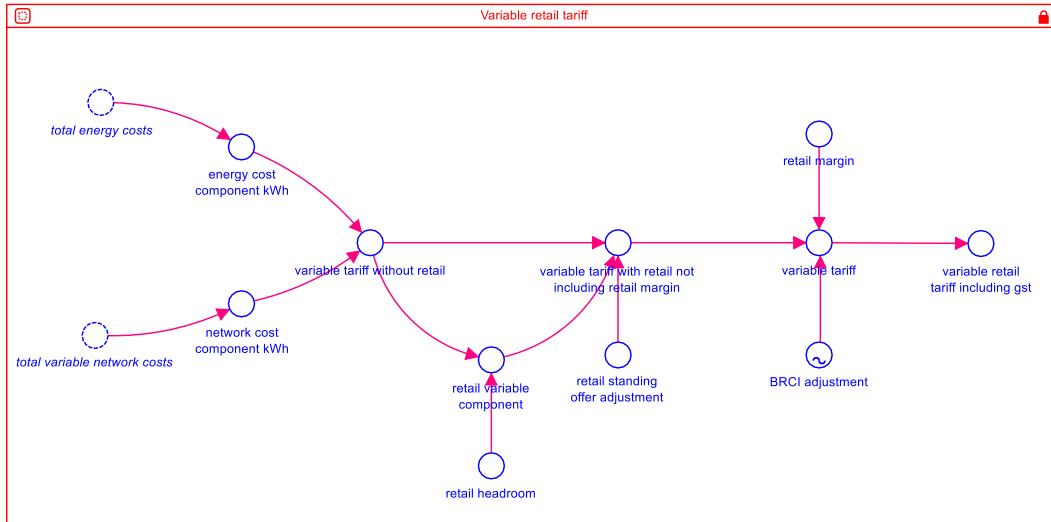 Variable retail tariff
total energy costs
energy cost
component kWh
retail margin
variable tariff without retail
variable tariff with retail not
including retail margin
variable tariff
variable retail
tariff including gst
network cost
component kWh
total variable network costs
retail variable
component
retail standing
offer adjustment
BRCI adjustment
retail headroom